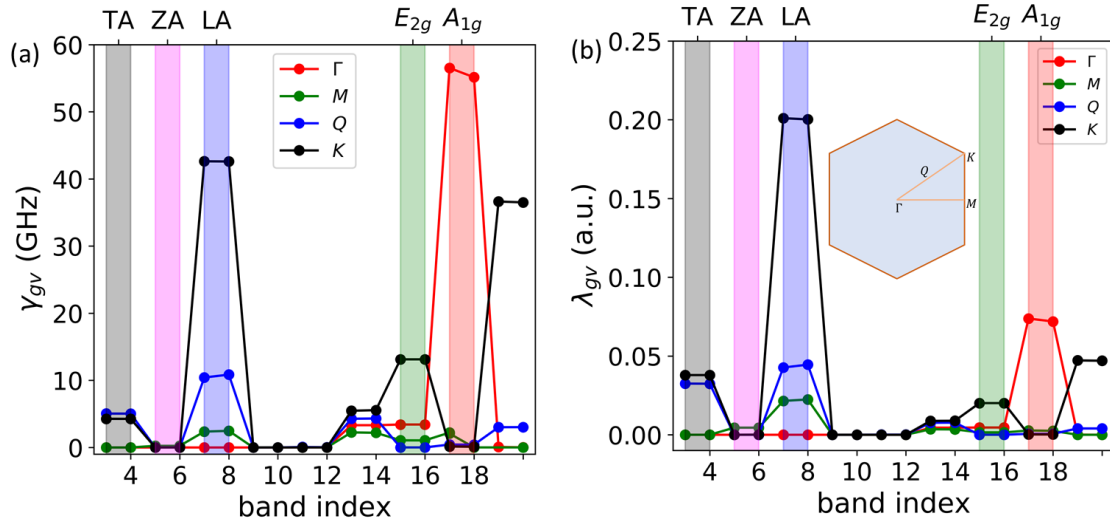 TA ZA LA E2g A1g
(a)
60
50
40
30
20
10
0
γgv (GHz)
Γ
M
Q
K
4 6 8 10 12 14 16 18
band index
TA ZA LA E2g A1g
(b)
0.25
0.20
0.15
0.10
0.05
0.00
λgv (a.u.)
Γ
M
Q
K
K
Q
Γ
M
4 6 8 10 12 14 16 18
band index